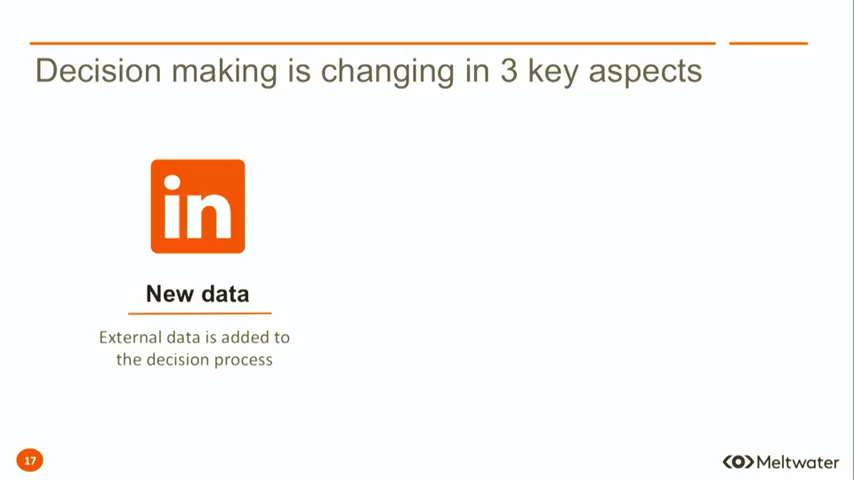 Decision making is changing in 3 key aspects
in
New data
External data is added to
the decision process
17
Meltwater